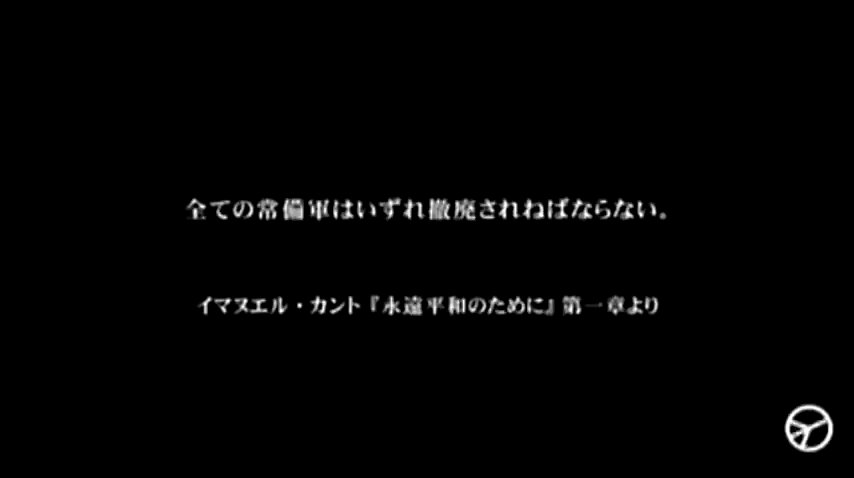 全ての常備軍はいずれ撤廃されねばならない。
イマヌエル・カント『永遠平和のために』第一章より